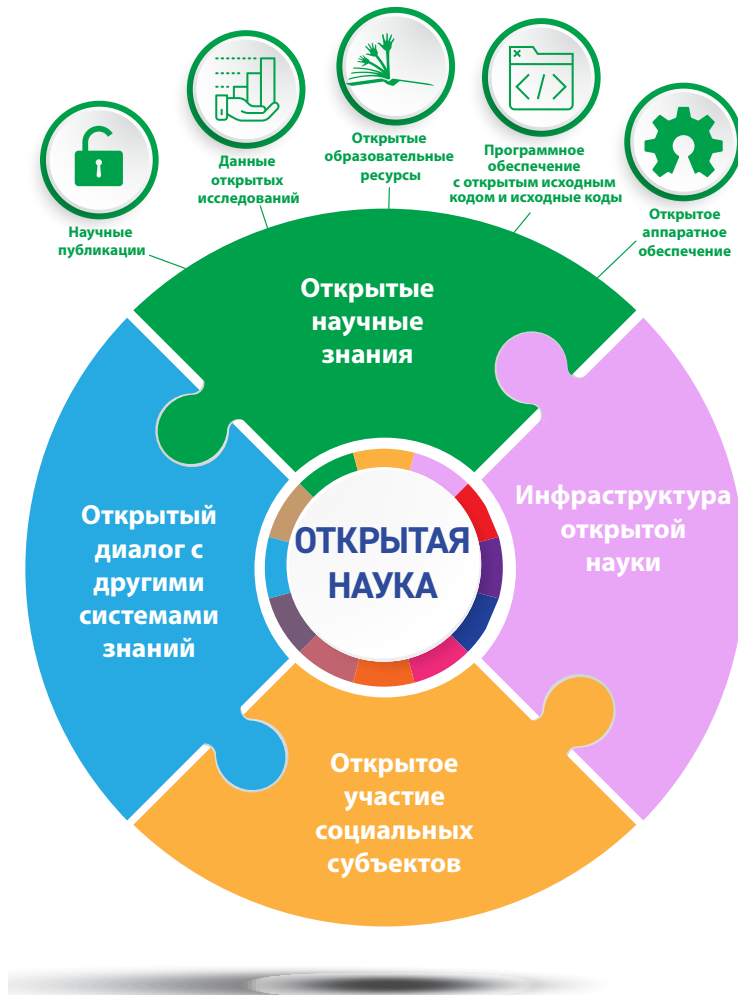 Научные
публикации
Данные
открытых
исследований
Открытые
образовательные
ресурсы
Программное
обеспечение
с открытым исходным
кодом и исходные коды
Открытое
аппаратное
обеспечение
Открытые
научные
знания
Инфраструктура
открытой
науки
Открытый
диалог с
другими
системами
знаний
ОТКРЫТАЯ
НАУКА
Открытое
участие
социальных
субъектов